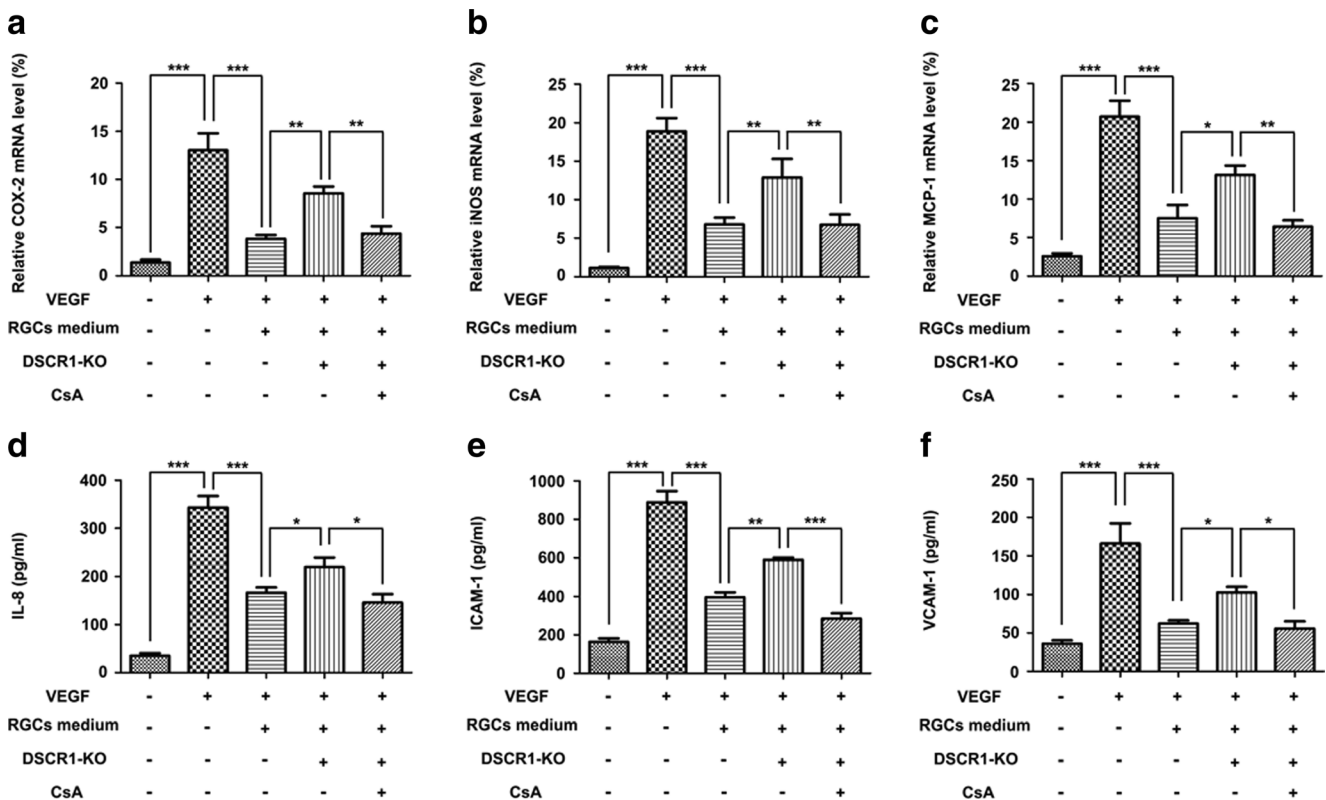 a
Relative COX-2 mRNA level (%)
20
15
10
5
0
*** ***
** **
VEGF - + + + +
RGCs medium - - + + +
DSCR1-KO - - - + +
CsA - - - - +
b
Relative iNOS mRNA level (%)
25
20
15
10
5
0
*** ***
** **
- + + + +
- - + + +
- - - + +
- - - - +
VEGF
RGCs medium
DSCR1-KO
CsA
c
Relative MCP-1 mRNA level (%)
25
20
15
10
5
0
*** ***
* **
VEGF - + + + +
RGCs medium - - + + +
DSCR1-KO - - - + +
CsA - - - - +
d
IL-8 (pg/ml)
400
300
200
100
0
*** ***
* *
VEGF - + + + +
RGCs medium - - + + +
DSCR1-KO - - - + +
CsA - - - - +
e
ICAM-1 (pg/ml)
1000
800
600
400
200
0
*** ***
** ***
VEGF - + + + +
RGCs medium - - + + +
DSCR1-KO - - - + +
CsA - - - - +
f
VCAM-1 (pg/ml)
250
200
150
100
50
0
*** ***
* *
VEGF - + + + +
RGCs medium - - + + +
DSCR1-KO - - - + +
CsA - - - - +